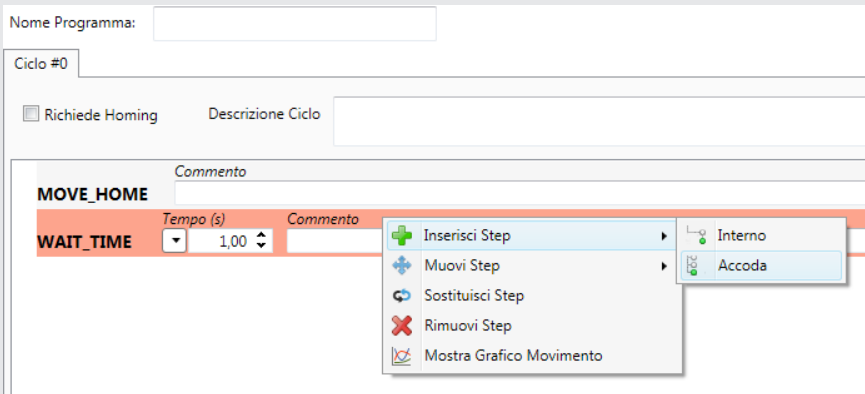 Nome Programma:
Ciclo #0
Richiede Homing Descrizione Ciclo
Commento
MOVE_HOME
Tempo (s) Commento
WAIT_TIME 1,00
Inserisci Step Interno
Muovi Step Accoda
Sostituisci Step
Rimuovi Step
Mostra Grafico Movimento